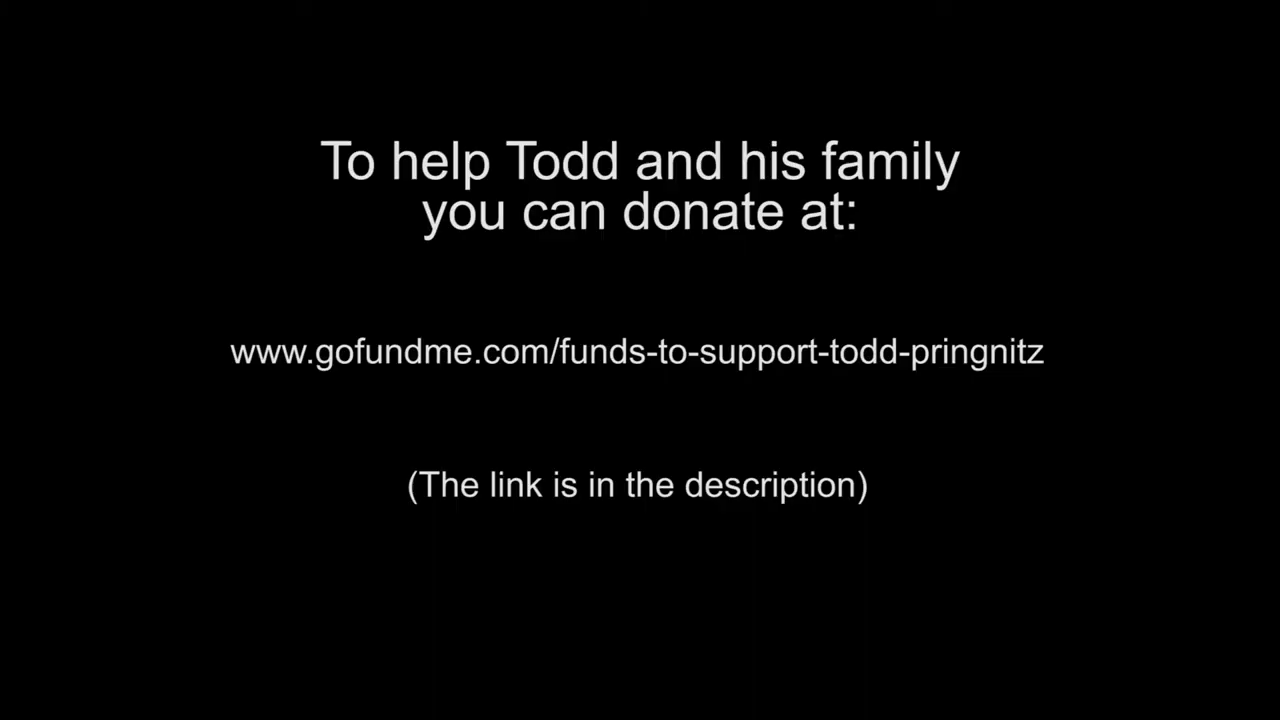 To help Todd and his family
you can donate at:
www.gofundme.com/funds-to-support-todd-pringnitz
(The link is in the description)